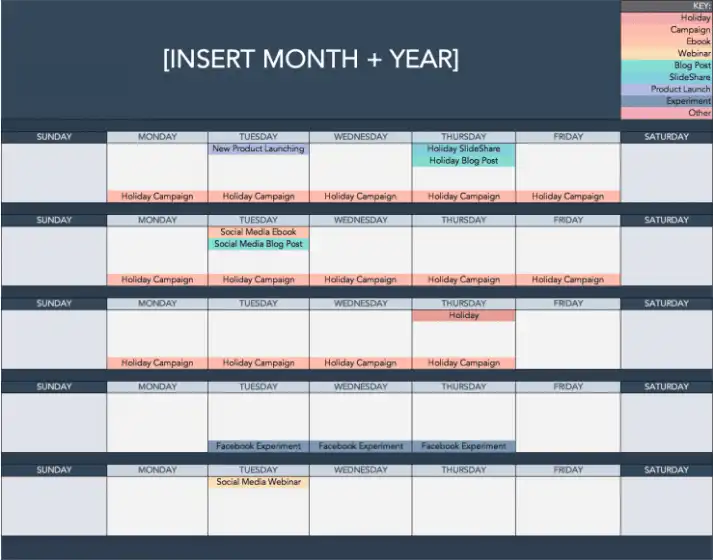 [INSERT MONTH + YEAR]
KEY:
Holiday
Campaign
Ebook
Webinar
Blog Post
SlideShare
Product Launch
Experiment
Other
SUNDAY MONDAY TUESDAY WEDNESDAY THURSDAY FRIDAY SATURDAY
New Product Launching Holiday SlideShare
Holiday Blog Post
Holiday Campaign Holiday Campaign Holiday Campaign Holiday Campaign Holiday Campaign
SUNDAY MONDAY TUESDAY WEDNESDAY THURSDAY FRIDAY SATURDAY
Social Media Ebook
Social Media Blog Post
Holiday Campaign Holiday Campaign Holiday Campaign Holiday Campaign Holiday Campaign
SUNDAY MONDAY TUESDAY WEDNESDAY THURSDAY FRIDAY SATURDAY
Holiday
Holiday Campaign Holiday Campaign Holiday Campaign Holiday Campaign
SUNDAY MONDAY TUESDAY WEDNESDAY THURSDAY FRIDAY SATURDAY
Facebook Experiment Facebook Experiment Facebook Experiment
SUNDAY MONDAY TUESDAY WEDNESDAY THURSDAY FRIDAY SATURDAY
Social Media Webinar